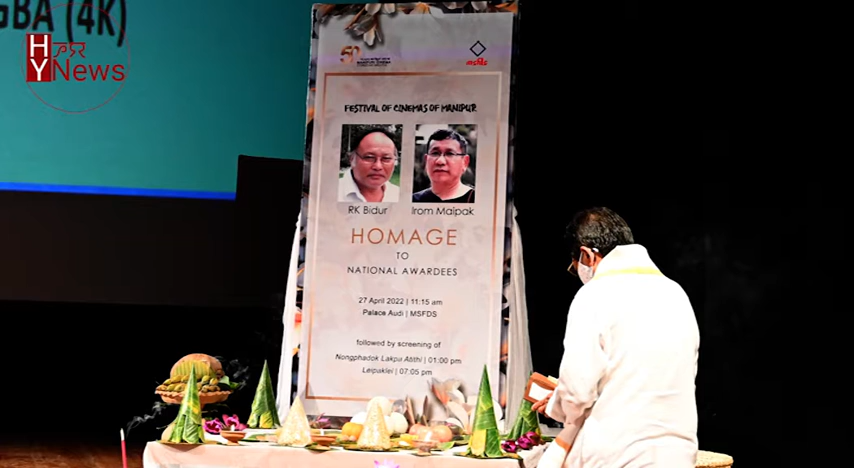 GBA (4K)
HY News
FESTIVAL OF CINEMAS OF MANIPUR
RK Bidur
Irom Maipak
HOMAGE
TO
NATIONAL AWARDEES
27 April 2022 | 11:15 am
Palace Audi | MSFDS
followed by screening of
Nongphadok Lakpa Atithi | 01:00 pm
Leipaklei | 07:05 pm